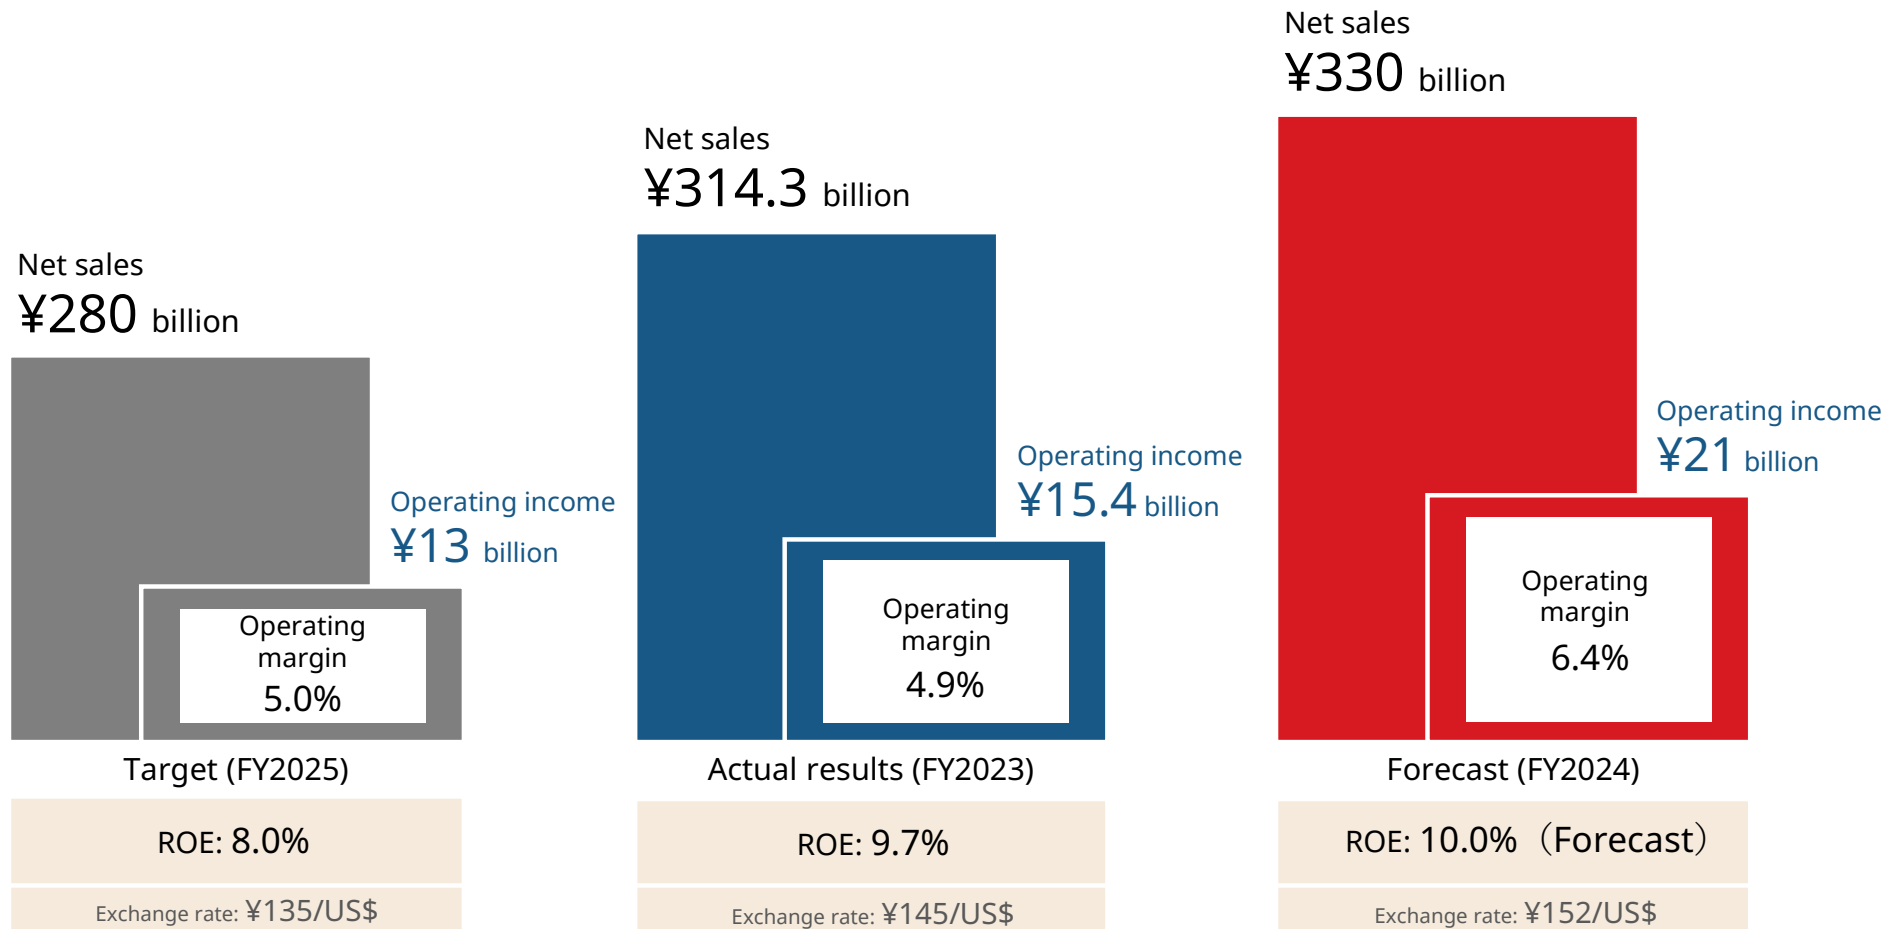 Net sales
¥280 billion
Operating income
¥13 billion
Operating
margin
5.0%
Target (FY2025)
ROE: 8.0%
Exchange rate: ¥135/US$
Net sales
¥314.3 billion
Operating income
¥15.4 billion
Operating
margin
4.9%
Actual results (FY2023)
ROE: 9.7%
Exchange rate: ¥145/US$
Net sales
¥330 billion
Operating income
¥21 billion
Operating
margin
6.4%
Forecast (FY2024)
ROE: 10.0%（Forecast）
Exchange rate: ¥152/US$